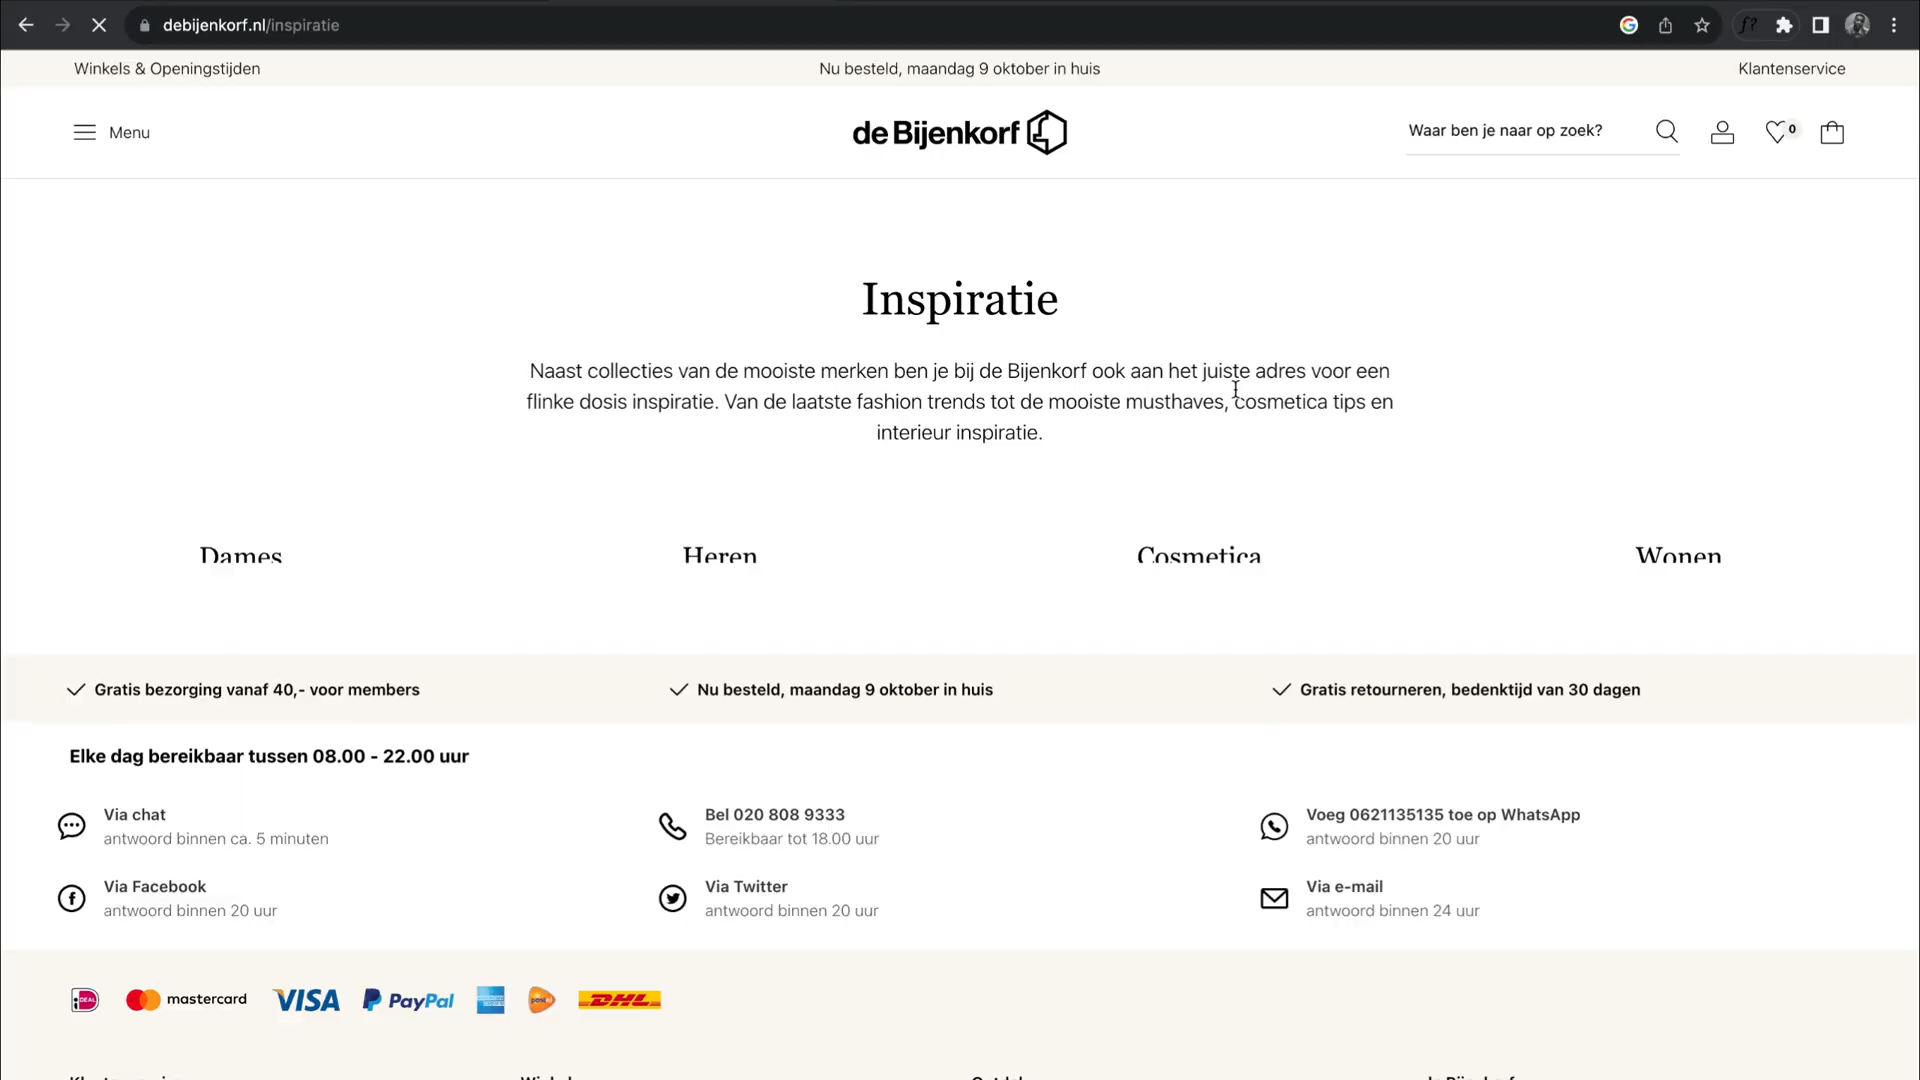 debijenkorf.nl/inspiratie
Winkels & Openingstijden
Nu besteld, maandag 9 oktober in huis
Klantenservice
Menu
de Bijenkorf
Waar ben je naar op zoek?
0
Inspiratie
Naast collecties van de mooiste merken ben je bij de Bijenkorf ook aan het juiste adres voor een
flinke dosis inspiratie. Van de laatste fashion trends tot de mooiste musthaves, cosmetica tips en
interieur inspiratie.
Dames
Heren
Cosmetica
Wonen
Gratis bezorging vanaf 40,- voor members
Nu besteld, maandag 9 oktober in huis
Gratis retourneren, bedenktijd van 30 dagen
Elke dag bereikbaar tussen 08.00 - 22.00 uur
Via chat
antwoord binnen ca. 5 minuten
Bel 020 808 9333
Bereikbaar tot 18.00 uur
Voeg 0621135135 toe op WhatsApp
antwoord binnen 20 uur
Via Facebook
antwoord binnen 20 uur
Via Twitter
antwoord binnen 20 uur
Via e-mail
antwoord binnen 24 uur
iDEAL
mastercard
VISA
PayPal
DHL